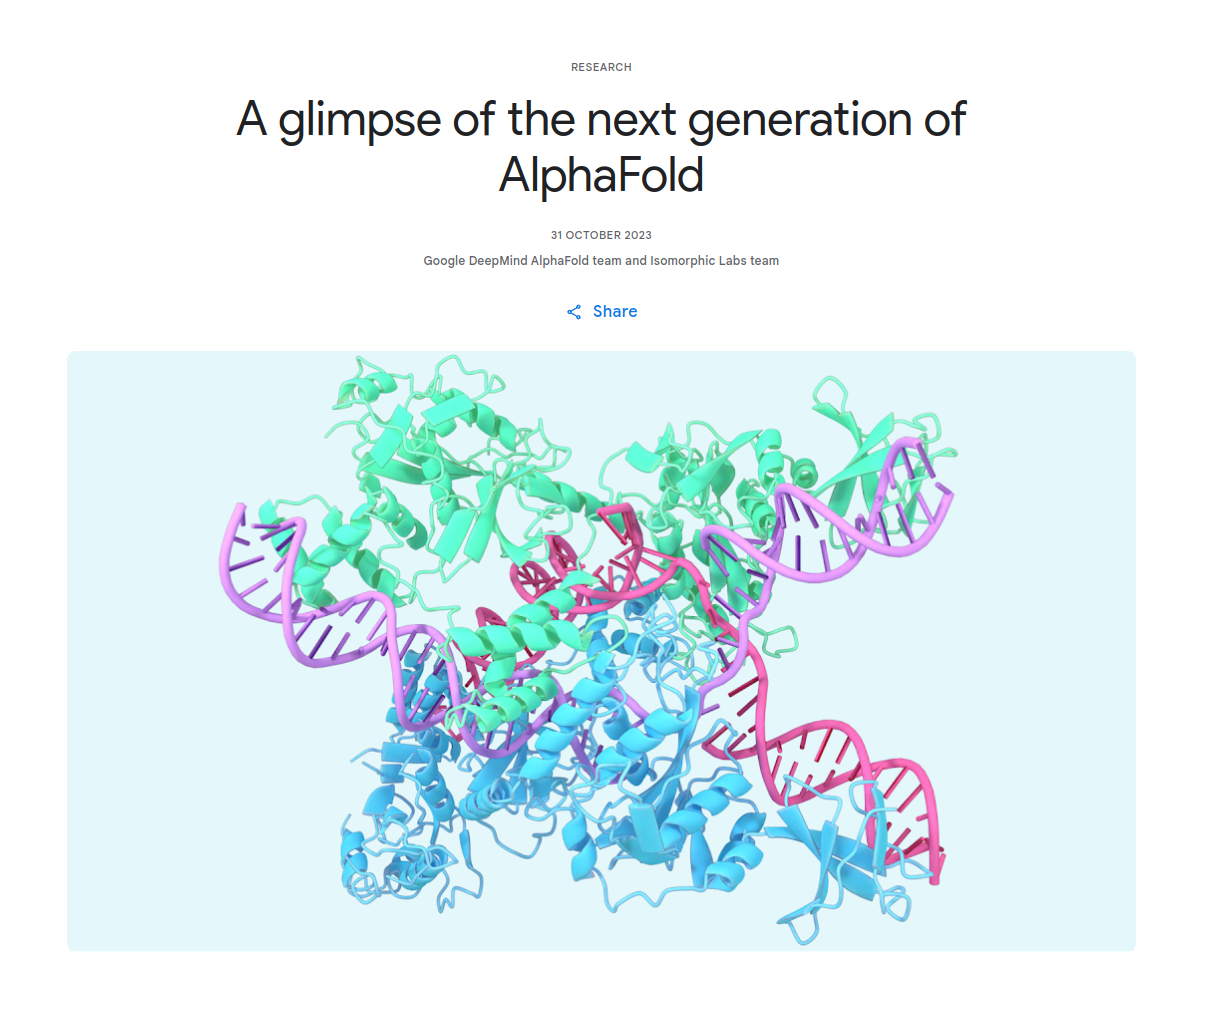 RESEARCH
A glimpse of the next generation of
AlphaFold
31 OCTOBER 2023
Google DeepMind AlphaFold team and Isomorphic Labs team
Share